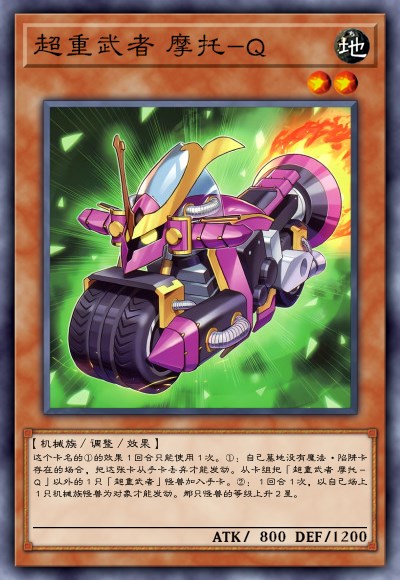 超重武者 摩托-Q
地
【机械族/调整/效果】
这个卡名的①的效果1回合只能使用1次。①：自己墓地没有魔法·陷阱卡
存在的场合，把这张卡从手卡丢弃才能发动。从卡组把「超重武者 摩托-
Q」以外的1只「超重武者」怪兽加入手卡。②：1回合1次，以自己场上
1只机械族怪兽为对象才能发动。那只怪兽的等级上升2星。
ATK/ 800 DEF/1200